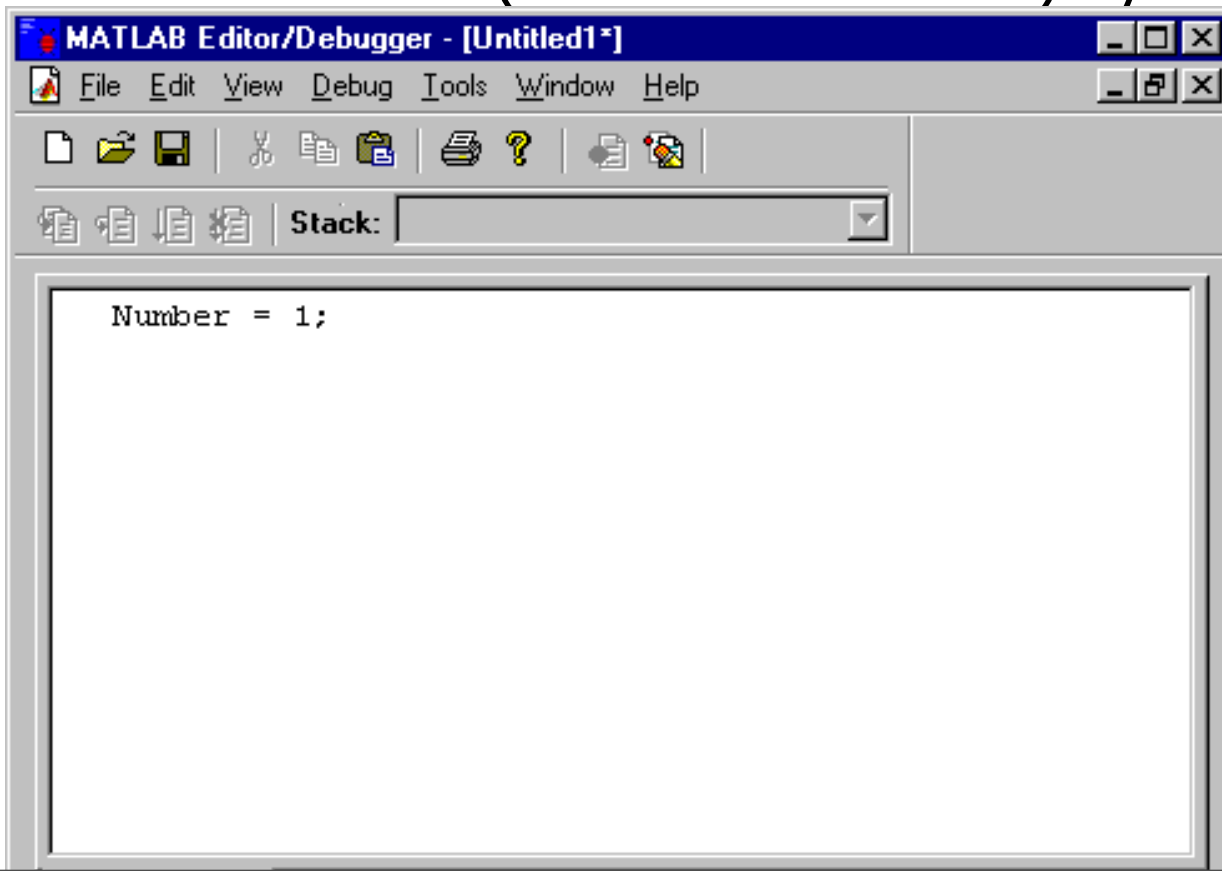 MATLAB Editor/Debugger - [Untitled1*]
File Edit View Debug Tools Window Help
Stack:
Number = 1;